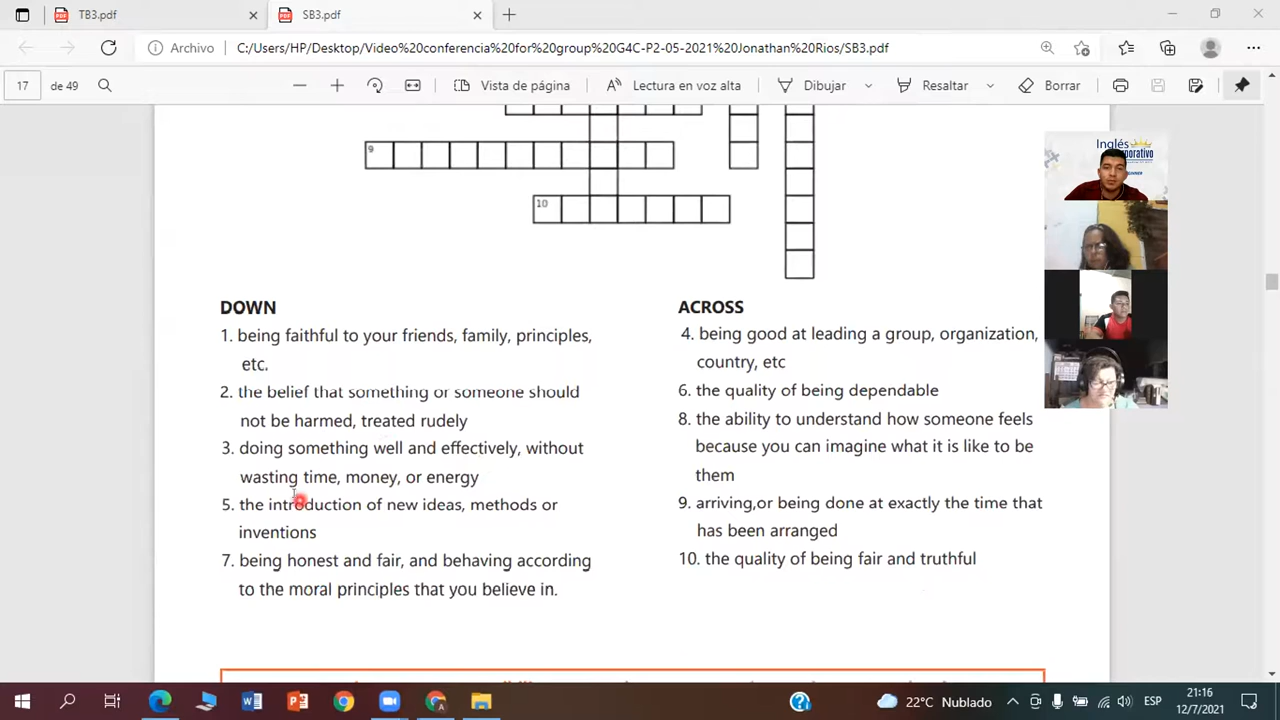 TB3.pdf
SB3.pdf
Archivo
C:/Users/HP/Desktop/Video%20conferencia%20for%20group%20G4C-P2-05-2021%20Jonathan%20Rios/SB3.pdf
17 de 49
Vista de página
Lectura en voz alta
Dibujar
Resaltar
Borrar
9
10
Inglés
DOWN
1. being faithful to your friends, family, principles,
etc.
2. the belief that something or someone should
not be harmed, treated rudely
3. doing something well and effectively, without
wasting time, money, or energy
5. the introduction of new ideas, methods or
inventions
7. being honest and fair, and behaving according
to the moral principles that you believe in.
ACROSS
4. being good at leading a group, organization,
country, etc
6. the quality of being dependable
8. the ability to understand how someone feels
because you can imagine what it is like to be
them
9. arriving,or being done at exactly the time that
has been arranged
10. the quality of being fair and truthful
22°C Nublado
ESP
21:16
12/7/2021